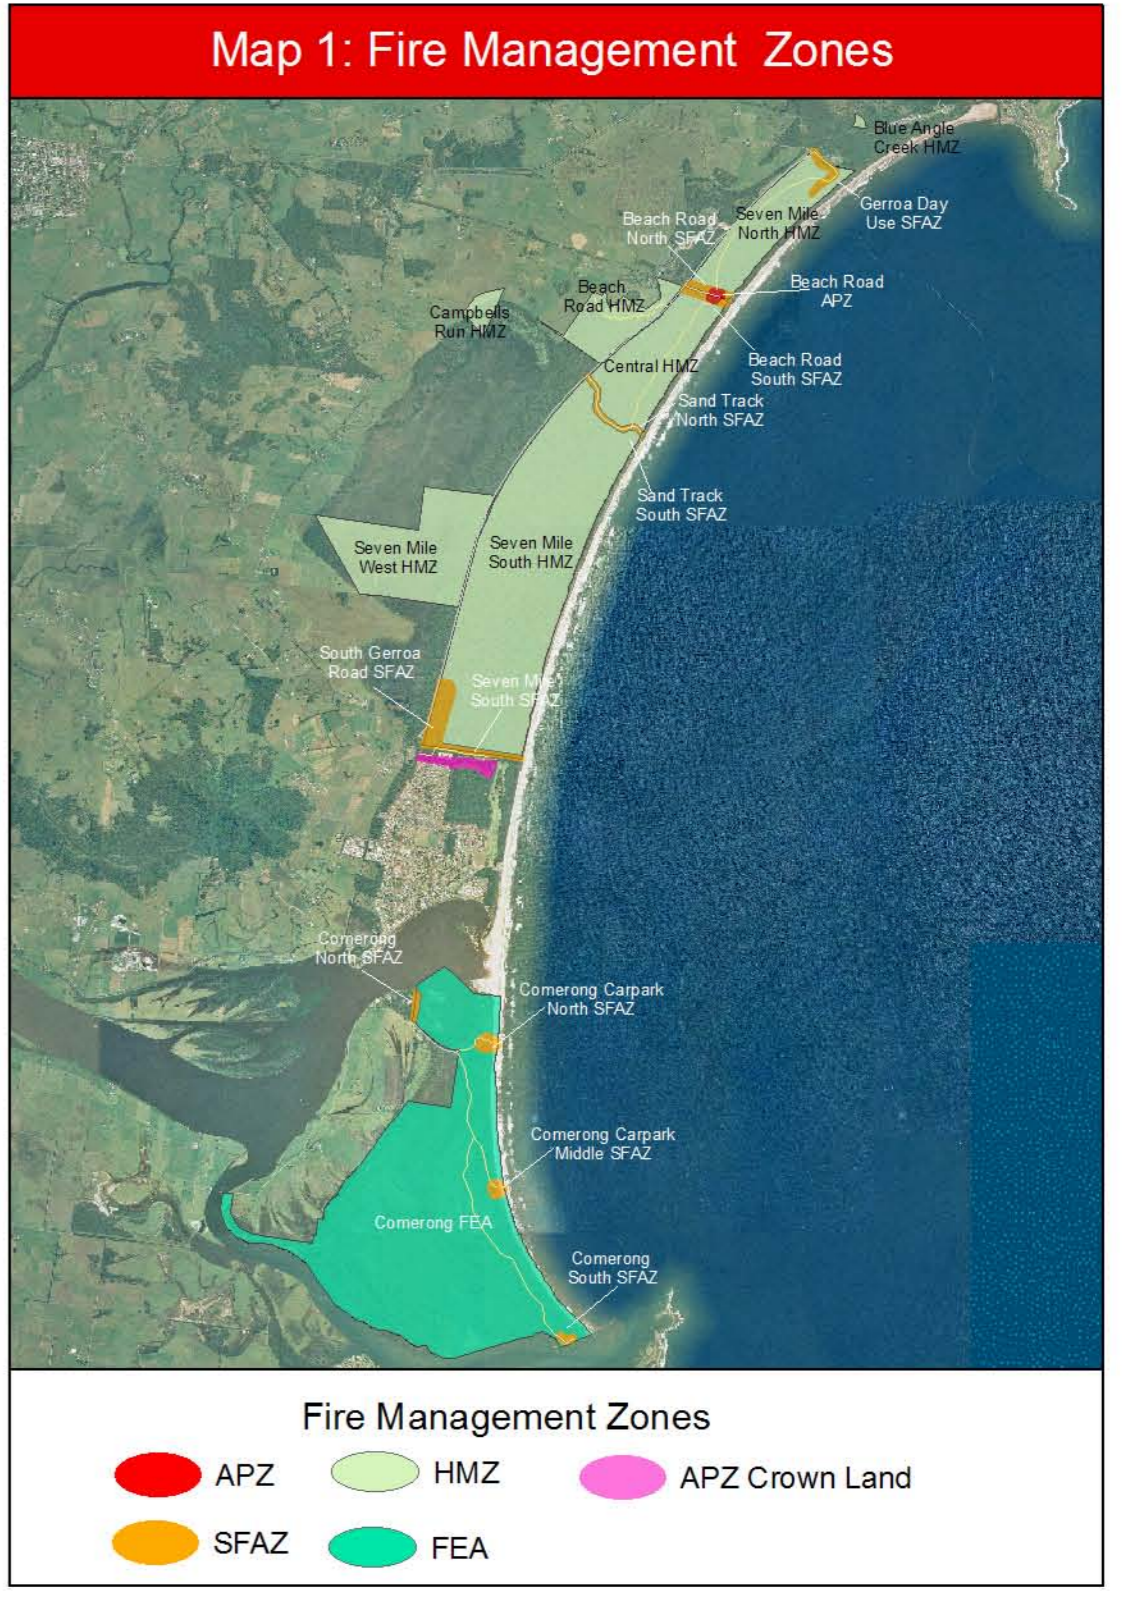 Map 1: Fire Management Zones
Blue Angle
Creek HMZ
Gerroa Day
Use SFAZ
Beach Road
North SFAZ
Seven Mile
North HMZ
Beach Road
APZ
Beach
Road HMZ
Campbells
Run HMZ
Central HMZ
Beach Road
South SFAZ
Sand Track
North SFAZ
Sand Track
South SFAZ
Seven Mile
West HMZ
Seven Mile
South HMZ
South Gerroa
Road SFAZ
Seven Mile
South SFAZ
Comerong
North SFAZ
Comerong Carpark
North SFAZ
Comerong Carpark
Middle SFAZ
Comerong FEA
Comerong
South SFAZ
Fire Management Zones
APZ
HMZ
APZ Crown Land
SFAZ
FEA